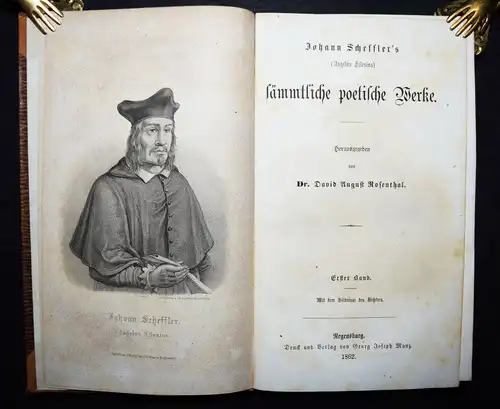 Johann Scheffler.
(Angelus Silesius)
Johann Scheffler's
(Angelus Silesius)
sämmtliche poetische Werke.
Herausgegeben
von
Dr. David August Rosenthal.
Erster Band.
Mit dem Bildnisse des Dichters.
Regensburg.
Druck und Verlag von Georg Joseph Manz.
1862.